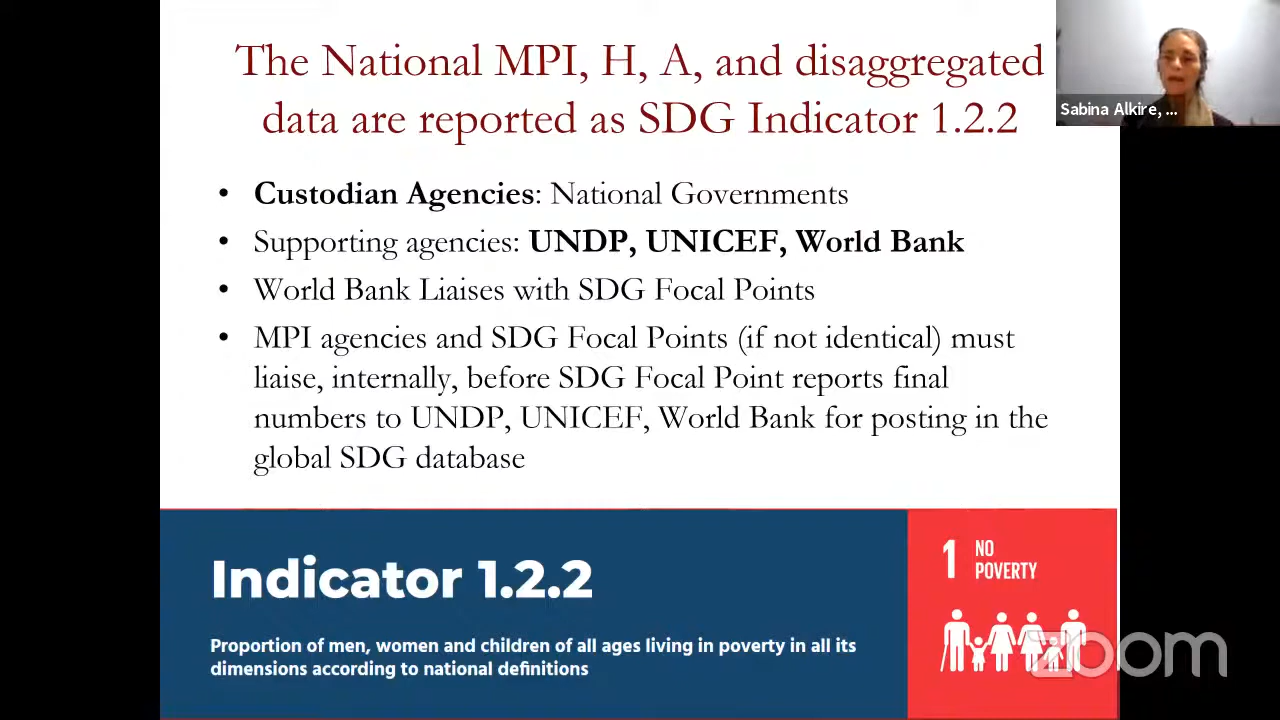 The National MPI, H, A, and disaggregated
data are reported as SDG Indicator 1.2.2
Sabina Alkire, ...
• Custodian Agencies: National Governments
• Supporting agencies: UNDP, UNICEF, World Bank
• World Bank Liaises with SDG Focal Points
• MPI agencies and SDG Focal Points (if not identical) must
liaise, internally, before SDG Focal Point reports final
numbers to UNDP, UNICEF, World Bank for posting in the
global SDG database
Indicator 1.2.2
Proportion of men, women and children of all ages living in poverty in all its
dimensions according to national definitions
1 NO
POVERTY
zoom